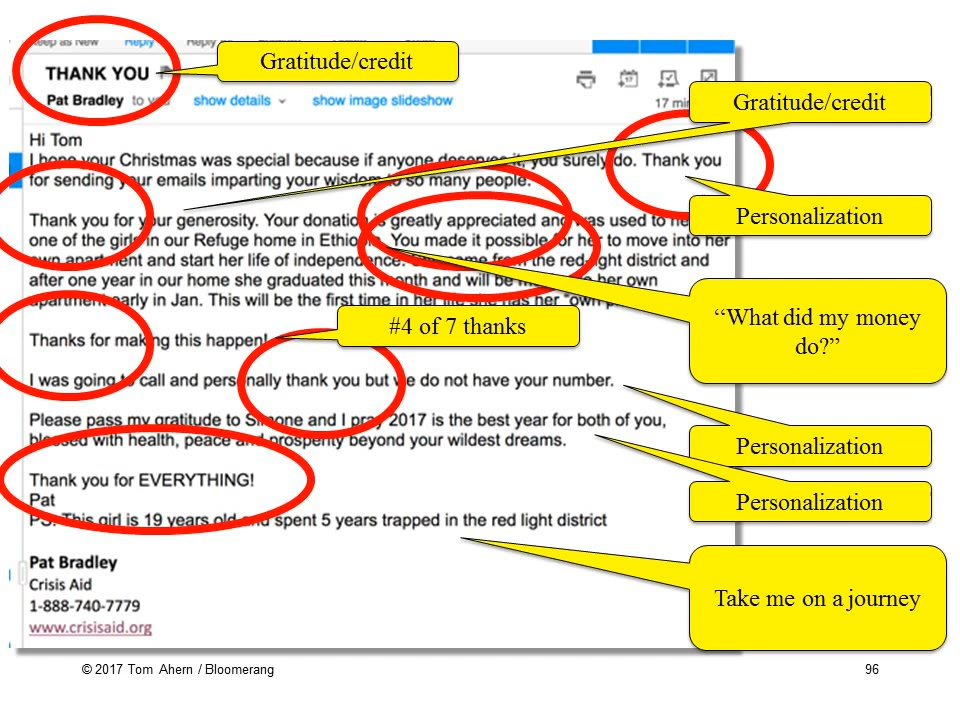 Reply
Gratitude/credit
THANK YOU
Pat Bradley to you show details show image slideshow
17
17
Gratitude/credit
Hi Tom
I hope your Christmas was special because if anyone deserves it, you surely do. Thank you
for sending your emails imparting your wisdom to so many people.
Personalization
Thank you for your generosity. Your donation is greatly appreciated and was used to
one of the girls in our Refuge home in Ethiopia. You made it possible for her to move into her
own apartment and start her life of independence. from the red light district and
after one year in our home she graduated this month and will be her own
apartment early in Jan. This will be the first time in her life she has her "own
“What did my money
do?”
#4 of 7 thanks
Thanks for making this happen!
I was going to call and personally thank you but we do not have your number.
Please pass my gratitude to Simone and I pray 2017 is the best year for both of you,
blessed with health, peace and prosperity beyond your wildest dreams.
Personalization
Thank you for EVERYTHING!
Personalization
Pat
PS. This girl is 19 years old and spent 5 years trapped in the red light district
Pat Bradley
Crisis Aid
Take me on a journey
1-888-740-7779
www.crisisaid.org
© 2017 Tom Ahern / Bloomerang
96